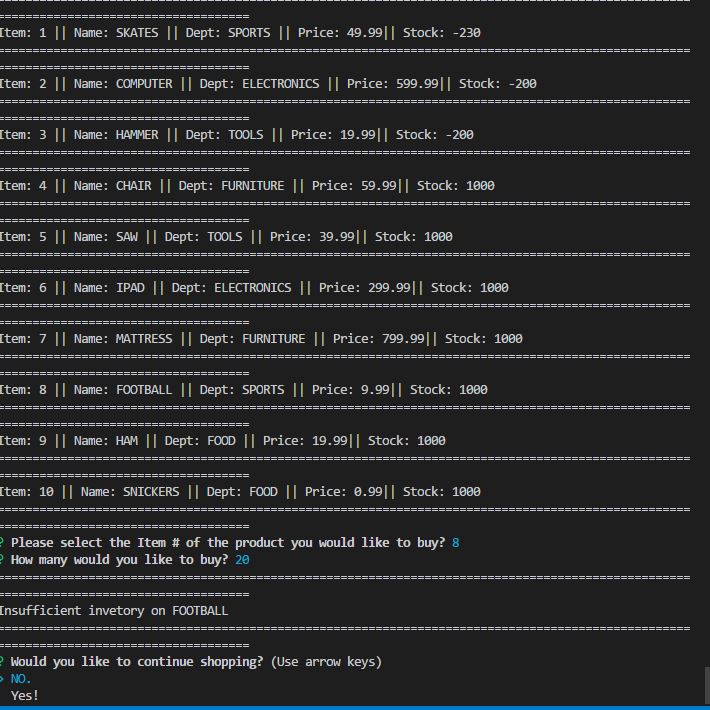 ==================================================================================================
====================================
Item: 1 || Name: SKATES || Dept: SPORTS || Price: 49.99|| Stock: -230
==================================================================================================
====================================
Item: 2 || Name: COMPUTER || Dept: ELECTRONICS || Price: 599.99|| Stock: -200
==================================================================================================
====================================
Item: 3 || Name: HAMMER || Dept: TOOLS || Price: 19.99|| Stock: -200
==================================================================================================
====================================
Item: 4 || Name: CHAIR || Dept: FURNITURE || Price: 59.99|| Stock: 1000
==================================================================================================
====================================
Item: 5 || Name: SAW || Dept: TOOLS || Price: 39.99|| Stock: 1000
==================================================================================================
====================================
Item: 6 || Name: IPAD || Dept: ELECTRONICS || Price: 299.99|| Stock: 1000
==================================================================================================
====================================
Item: 7 || Name: MATTRESS || Dept: FURNITURE || Price: 799.99|| Stock: 1000
==================================================================================================
====================================
Item: 8 || Name: FOOTBALL || Dept: SPORTS || Price: 9.99|| Stock: 1000
==================================================================================================
====================================
Item: 9 || Name: HAM || Dept: FOOD || Price: 19.99|| Stock: 1000
==================================================================================================
====================================
Item: 10 || Name: SNICKERS || Dept: FOOD || Price: 0.99|| Stock: 1000
==================================================================================================
====================================
? Please select the Item # of the product you would like to buy? 8
? How many would you like to buy? 20
==================================================================================================
====================================
Insufficient invetory on FOOTBALL
==================================================================================================
====================================
? Would you like to continue shopping? (Use arrow keys)
> NO.
Yes!